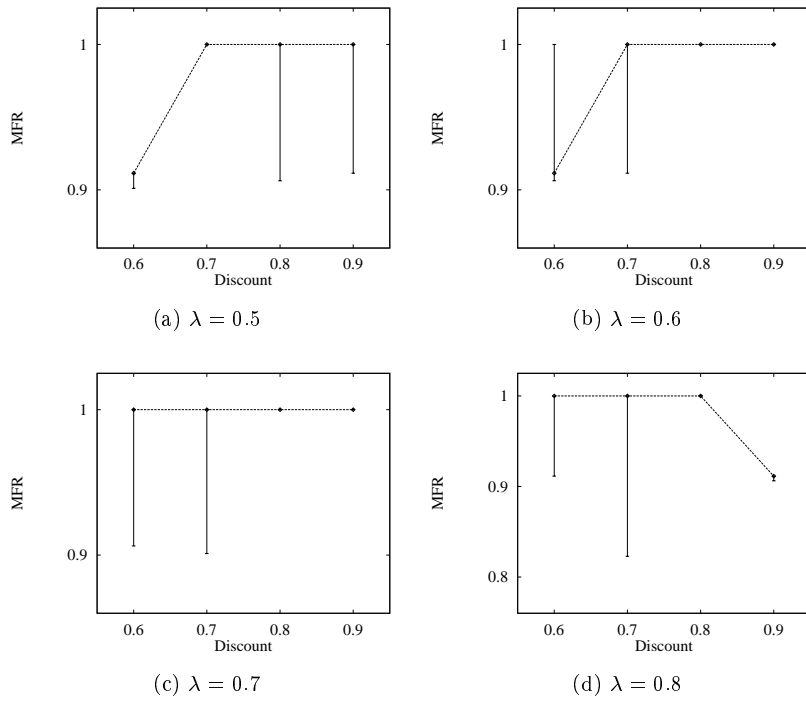 1
0.9
MFR
0.6 0.7 0.8 0.9
Discount
(a) λ = 0.5
1
0.9
MFR
0.6 0.7 0.8 0.9
Discount
(b) λ = 0.6
1
0.9
MFR
0.6 0.7 0.8 0.9
Discount
(c) λ = 0.7
1
0.9
0.8
MFR
0.6 0.7 0.8 0.9
Discount
(d) λ = 0.8